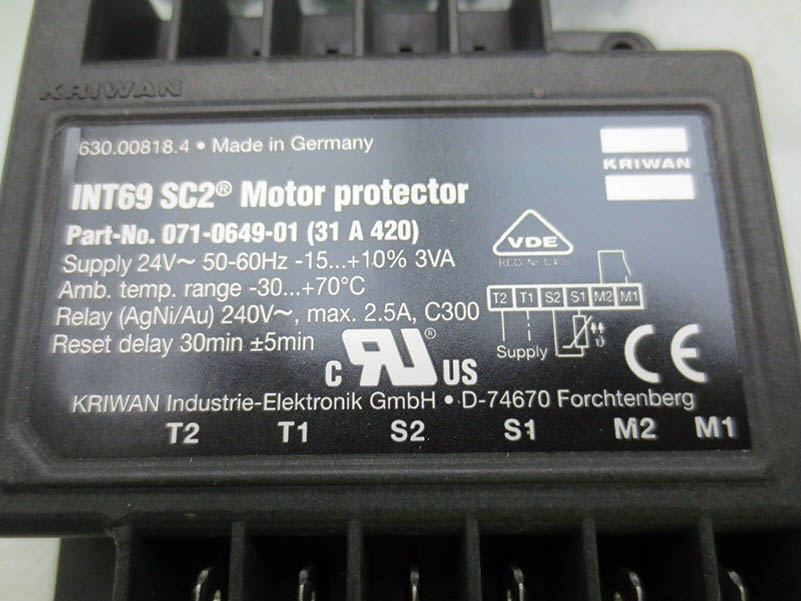 KRIWAN
630.00818.4 • Made in Germany
KRIWAN
INT69 SC2® Motor protector
Part-No. 071-0649-01 (31 A 420)
Supply 24V~ 50-60Hz -15...+10% 3VA
Amb. temp. range -30...+70°C
Relay (AgNi/Au) 240V~, max. 2.5A, C300
Reset delay 30min ±5min
VDE
T2 T1 S2 S1 M2 M1
Supply ϑ
C RU ® US CE
KRIWAN Industrie-Elektronik GmbH • D-74670 Forchtenberg
T2 T1 S2 S1 M2 M1